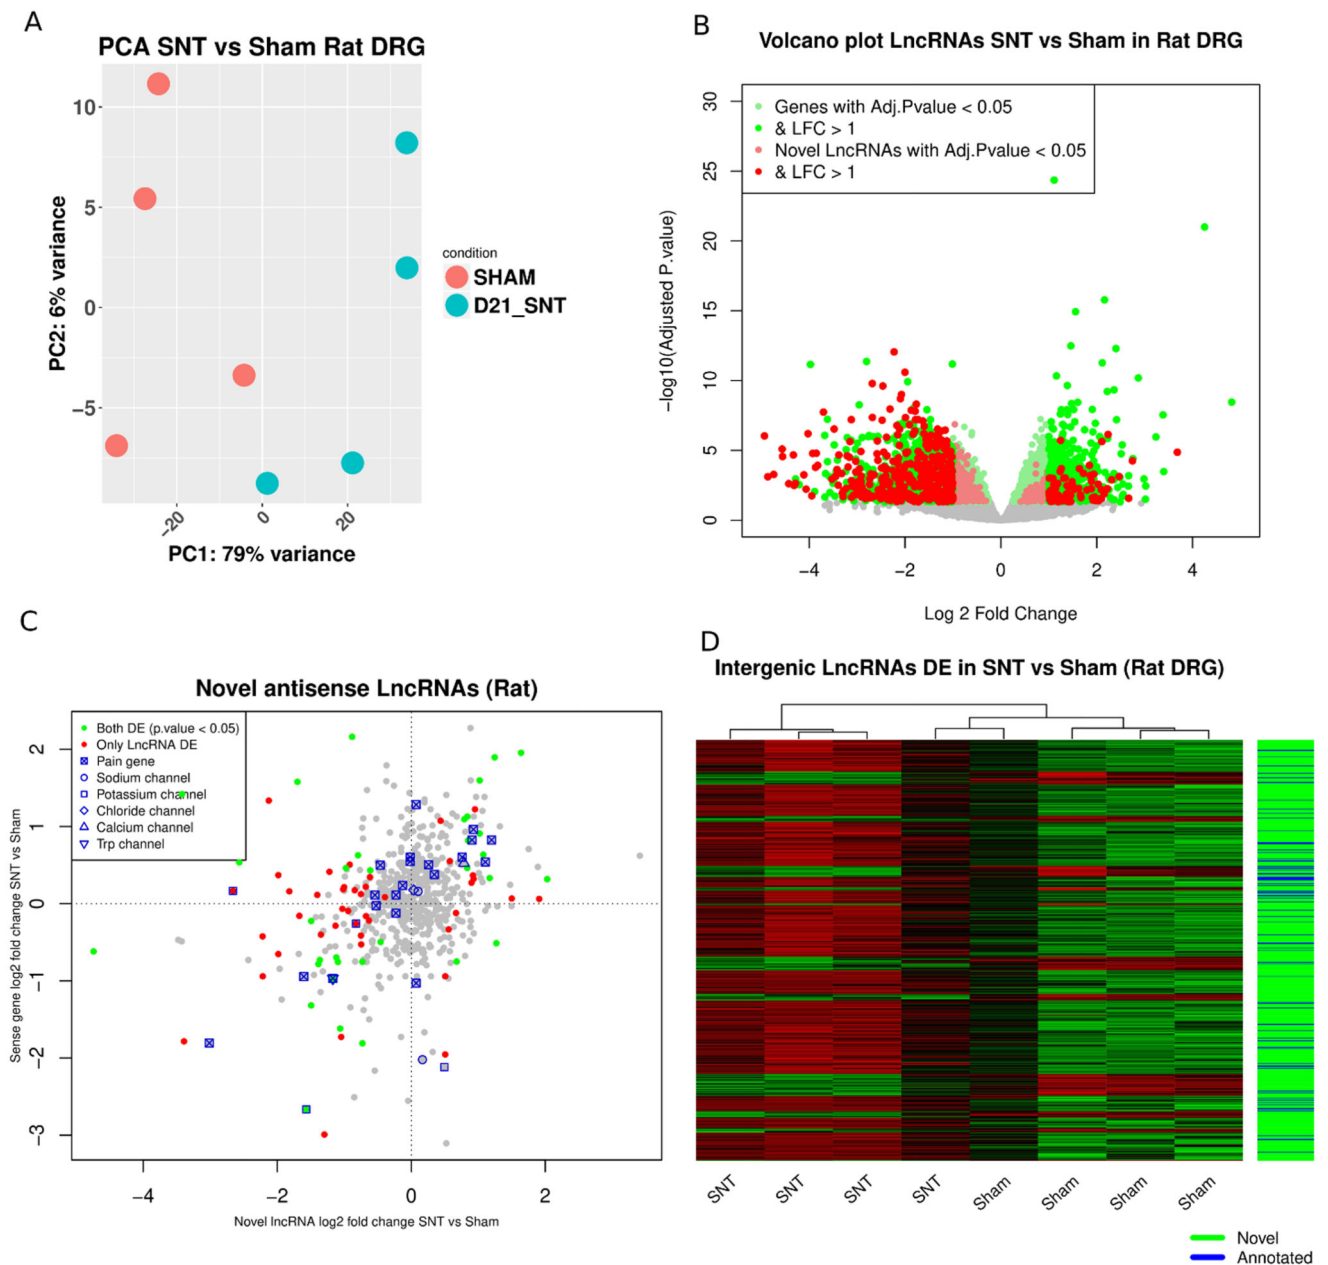 A
PCA SNT vs Sham Rat DRG
10
5
0
−5
PC2: 6% variance
−20
0
20
PC1: 79% variance
condition
SHAM
D21_SNT
B
Volcano plot LncRNAs SNT vs Sham in Rat DRG
Genes with Adj.Pvalue < 0.05
& LFC > 1
Novel LncRNAs with Adj.Pvalue < 0.05
& LFC > 1
30
25
20
15
10
5
0
−log10(Adjusted P.value)
−4
−2
0
2
4
Log 2 Fold Change
C
Novel antisense LncRNAs (Rat)
Both DE (p.value < 0.05)
Only LncRNA DE
Pain gene
Sodium channel
Potassium channel
Chloride channel
Calcium channel
Trp channel
2
1
0
−1
−2
−3
Sense gene log2 fold change SNT vs Sham
−4
−2
0
2
Novel lncRNA log2 fold change SNT vs Sham
D
Intergenic LncRNAs DE in SNT vs Sham (Rat DRG)
SNT
SNT
SNT
SNT
Sham
Sham
Sham
Sham
Novel
Annotated